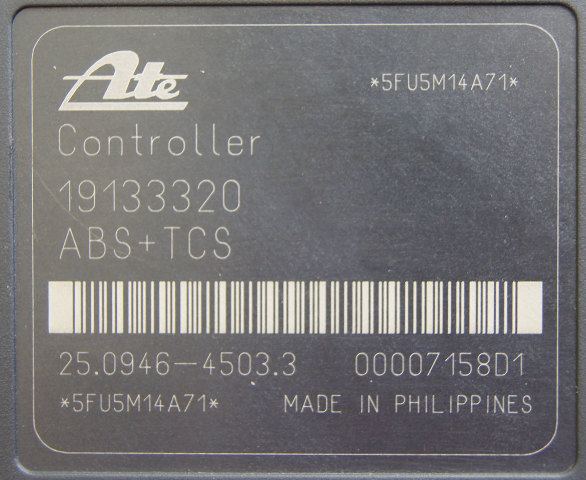 Ate
*5FU5M14A71*
Controller
19133320
ABS+TCS
25.0946-4503.3 00007158D1
*5FU5M14A71* MADE IN PHILIPPINES